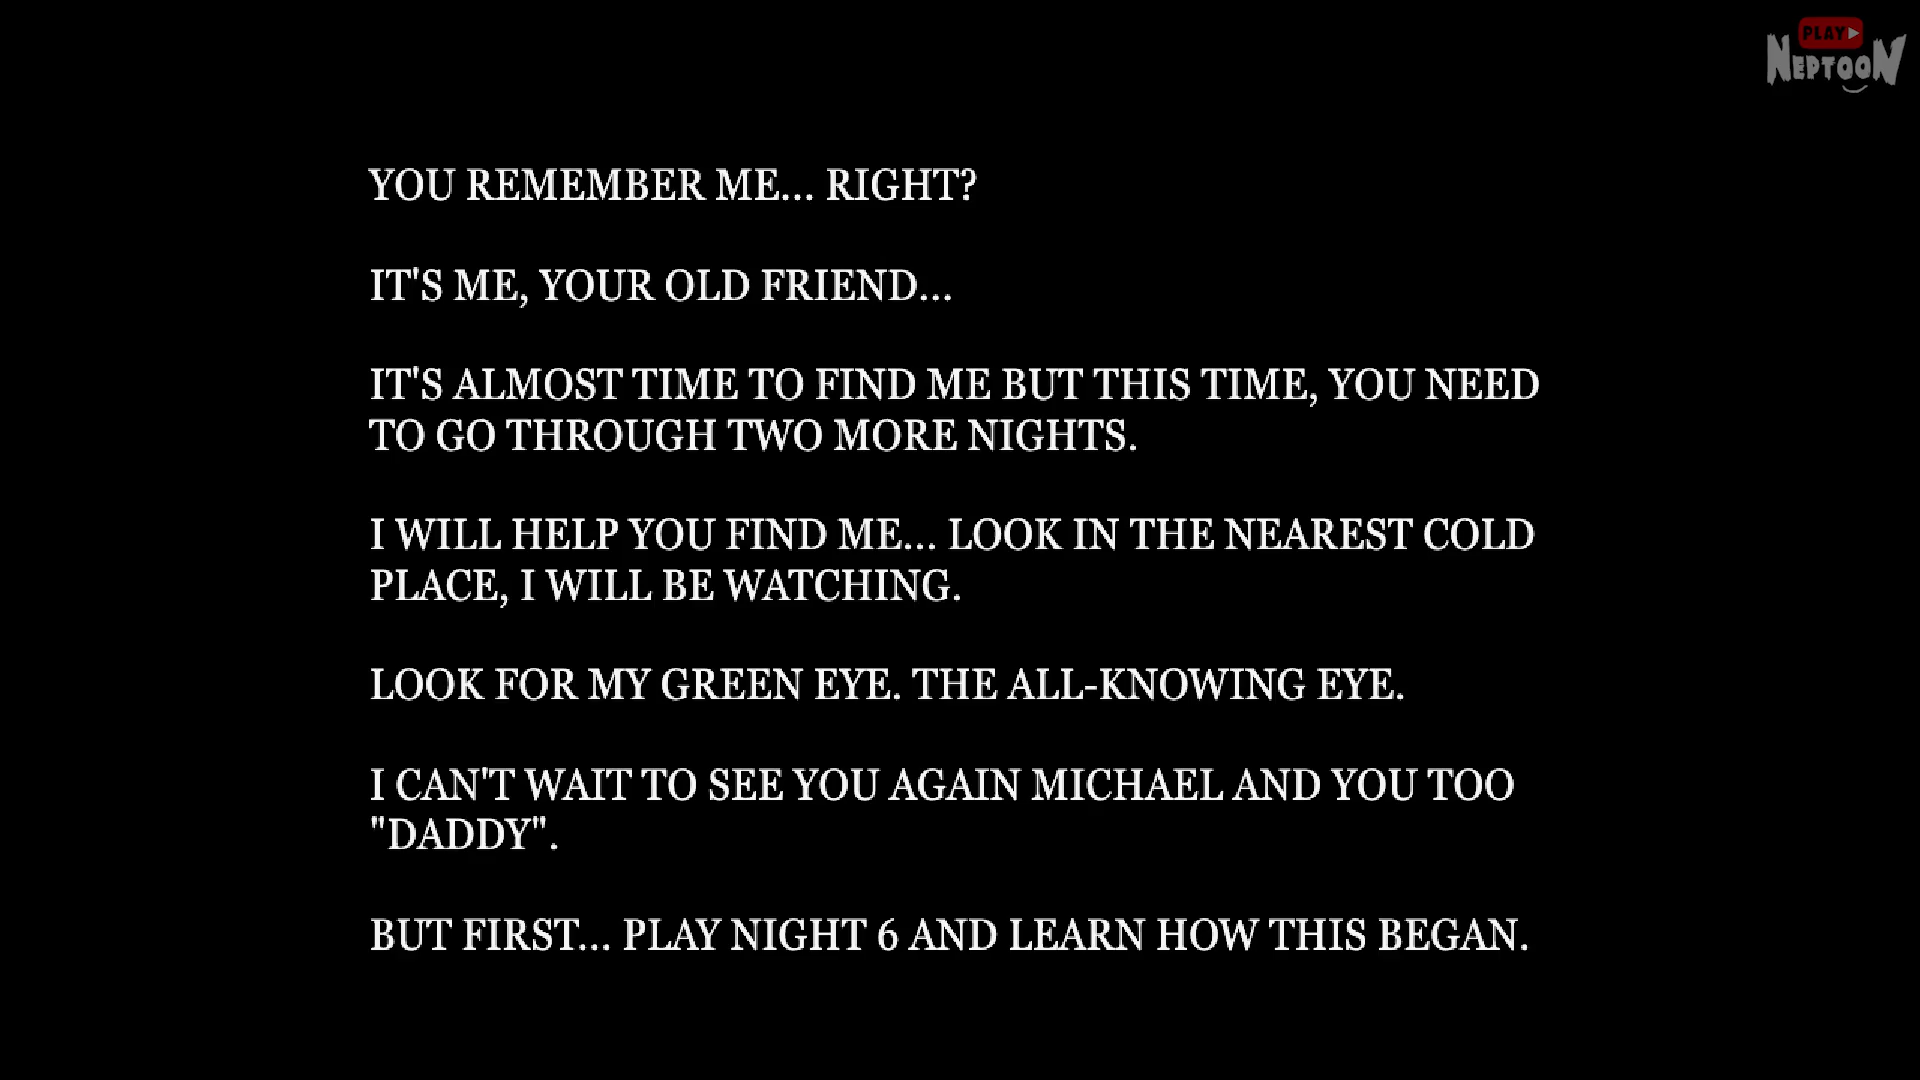 PLAY
NEPTOON
YOU REMEMBER ME... RIGHT?
IT'S ME, YOUR OLD FRIEND...
IT'S ALMOST TIME TO FIND ME BUT THIS TIME, YOU NEED
TO GO THROUGH TWO MORE NIGHTS.
I WILL HELP YOU FIND ME... LOOK IN THE NEAREST COLD
PLACE, I WILL BE WATCHING.
LOOK FOR MY GREEN EYE. THE ALL-KNOWING EYE.
I CAN'T WAIT TO SEE YOU AGAIN MICHAEL AND YOU TOO
"DADDY".
BUT FIRST... PLAY NIGHT 6 AND LEARN HOW THIS BEGAN.